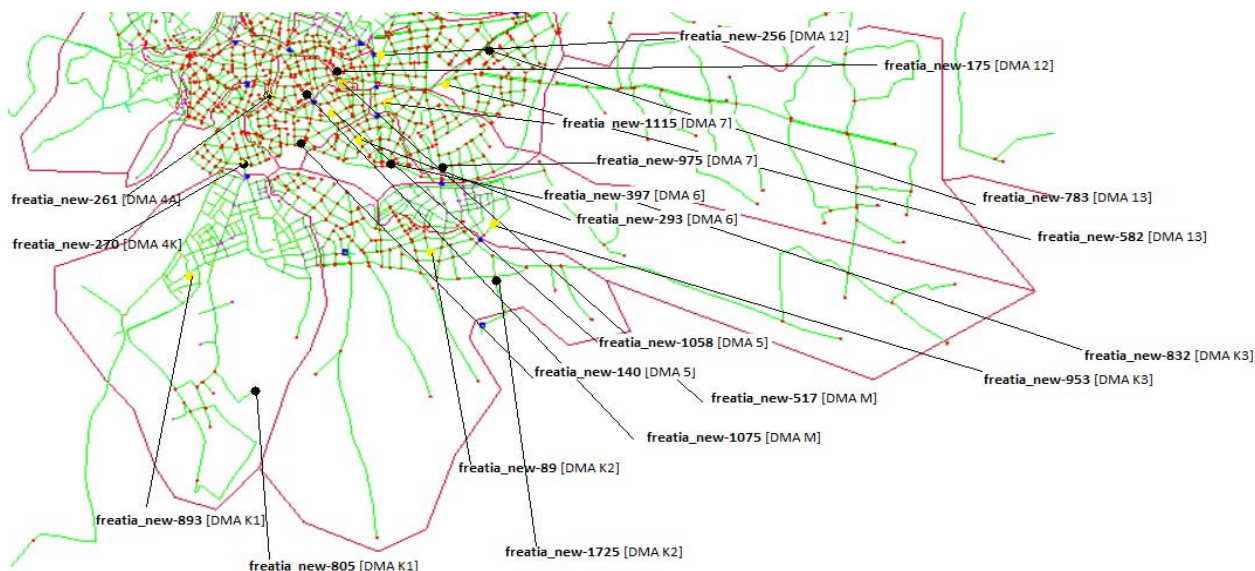 freatia_new-256 [DMA 12]
freatia_new-175 [DMA 12]
freatia_new-1115 [DMA 7]
freatia_new-975 [DMA 7]
freatia_new-397 [DMA 6]
freatia_new-783 [DMA 13]
freatia_new-261 [DMA 4A]
freatia_new-293 [DMA 6]
freatia_new-582 [DMA 13]
freatia_new-270 [DMA 4K]
freatia_new-1058 [DMA 5]
freatia_new-832 [DMA K3]
freatia_new-140 [DMA 5]
freatia_new-953 [DMA K3]
freatia_new-517 [DMA M]
freatia_new-1075 [DMA M]
freatia_new-89 [DMA K2]
freatia_new-893 [DMA K1]
freatia_new-1725 [DMA K2]
freatia_new-805 [DMA K1]